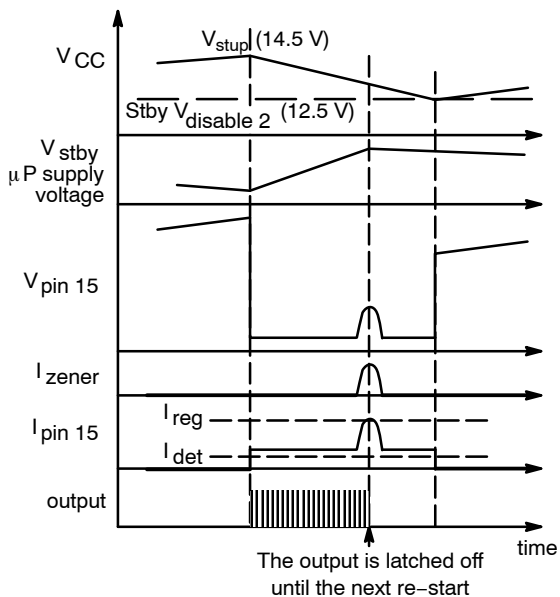 V_stup (14.5 V)
V_CC
Stby V_disable 2 (12.5 V)
V_stby
μP supply
voltage
V_pin 15
I_zener
I_reg
I_pin 15
I_det
output
time
The output is latched off
until the next re−start